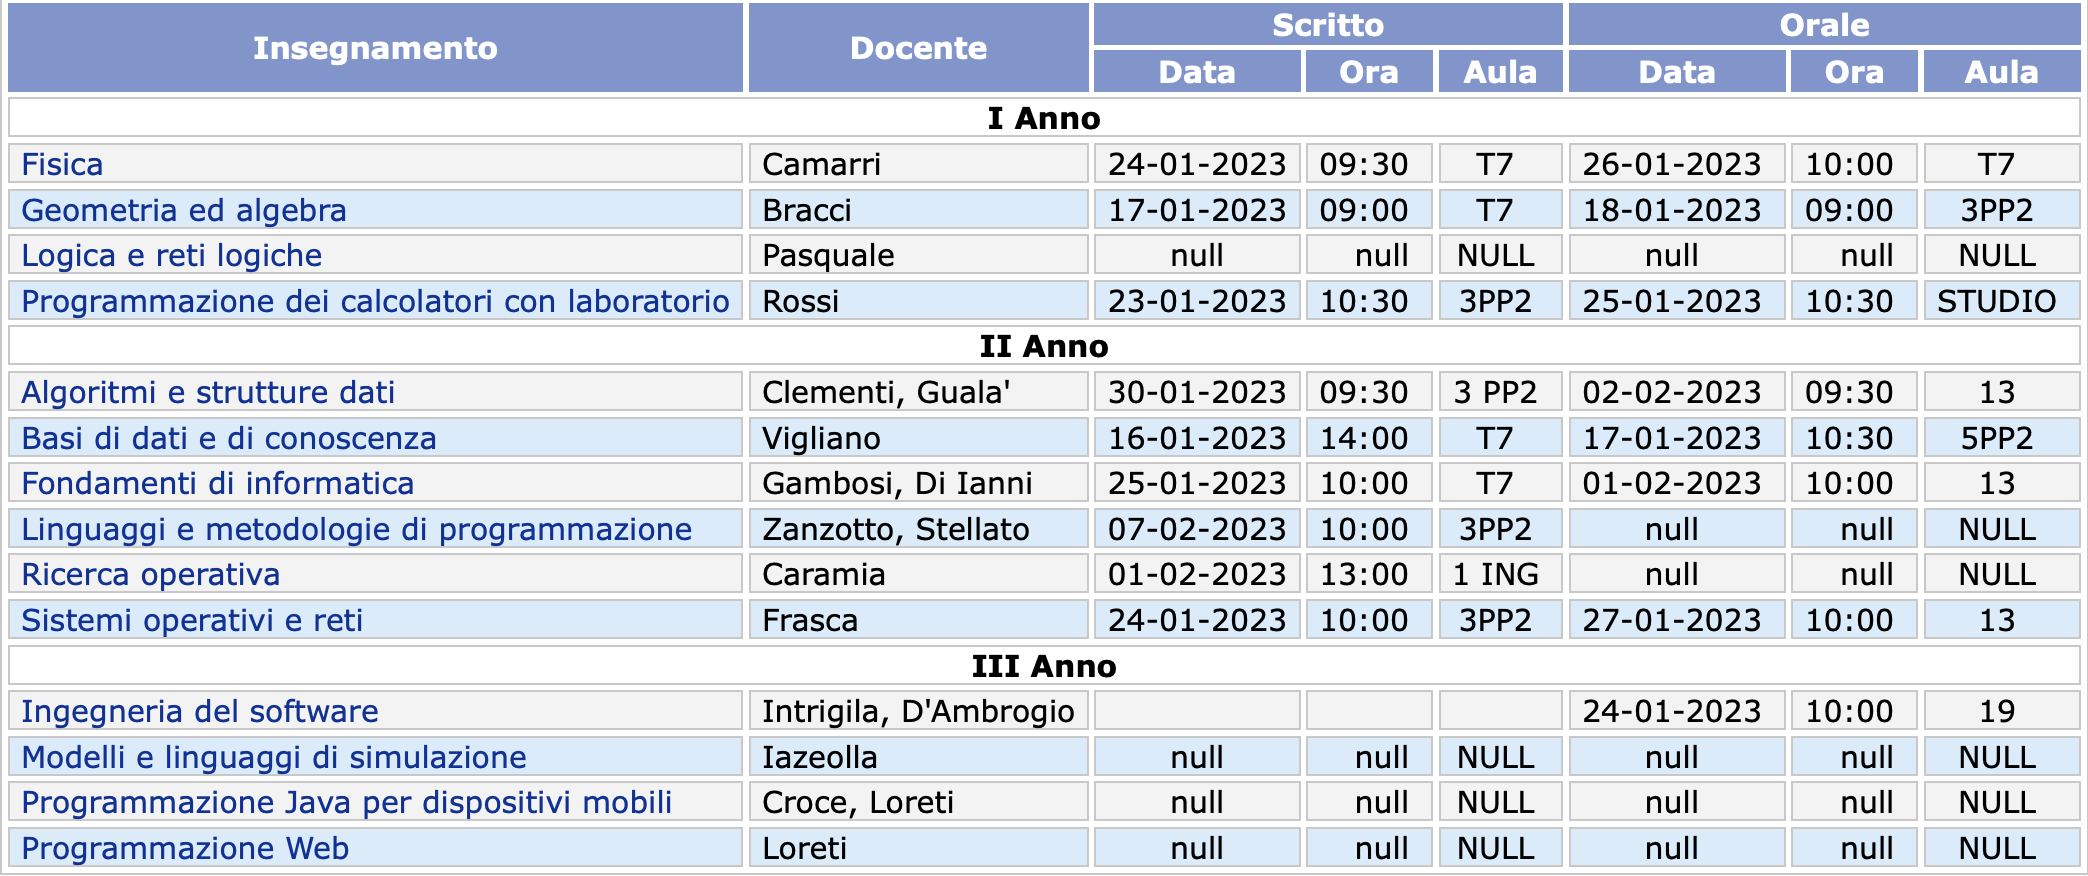 Insegnamento Docente Scritto Orale
Data Ora Aula Data Ora Aula
I Anno
Fisica Camarri 24-01-2023 09:30 T7 26-01-2023 10:00 T7
Geometria ed algebra Bracci 17-01-2023 09:00 T7 18-01-2023 09:00 3PP2
Logica e reti logiche Pasquale null null NULL null null NULL
Programmazione dei calcolatori con laboratorio Rossi 23-01-2023 10:30 3PP2 25-01-2023 10:30 STUDIO
II Anno
Algoritmi e strutture dati Clementi, Guala' 30-01-2023 09:30 3 PP2 02-02-2023 09:30 13
Basi di dati e di conoscenza Vigliano 16-01-2023 14:00 T7 17-01-2023 10:30 5PP2
Fondamenti di informatica Gambosi, Di Ianni 25-01-2023 10:00 T7 01-02-2023 10:00 13
Linguaggi e metodologie di programmazione Zanzotto, Stellato 07-02-2023 10:00 3PP2 null null NULL
Ricerca operativa Caramia 01-02-2023 13:00 1 ING null null NULL
Sistemi operativi e reti Frasca 24-01-2023 10:00 3PP2 27-01-2023 10:00 13
III Anno
Ingegneria del software Intrigila, D'Ambrogio 24-01-2023 10:00 19
Modelli e linguaggi di simulazione Iazeolla null null NULL null null NULL
Programmazione Java per dispositivi mobili Croce, Loreti null null NULL null null NULL
Programmazione Web Loreti null null NULL null null NULL